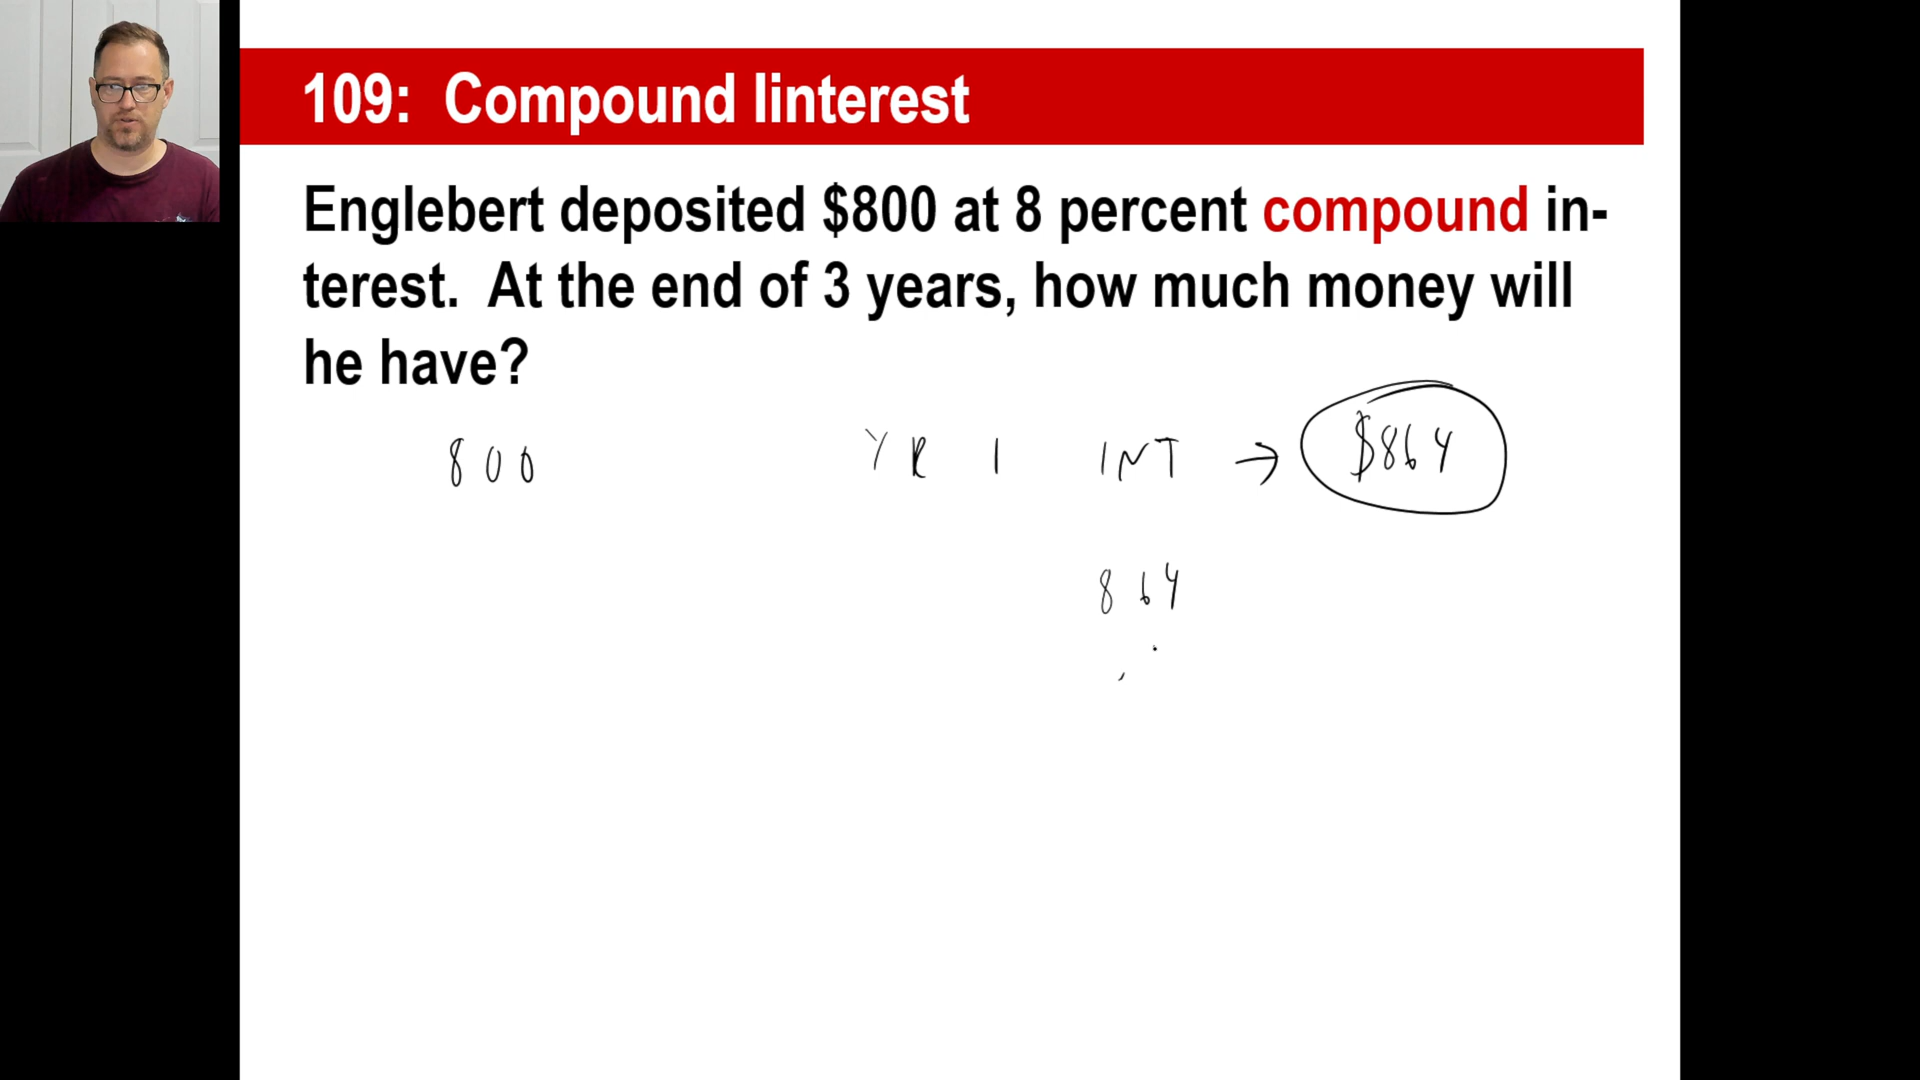 109: Compound Iinterest
Englebert deposited $800 at 8 percent compound in-
terest. At the end of 3 years, how much money will
he have?
800 YR 1 INT → $864
864